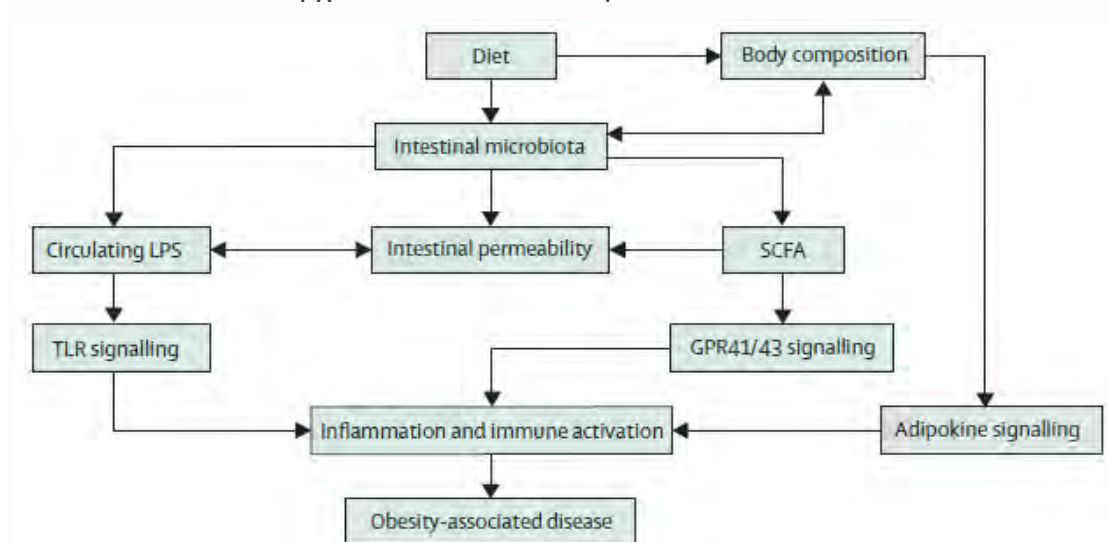 Diet
Body composition
Intestinal microbiota
Circulating LPS
Intestinal permeability
SCFA
TLR signalling
GPR41/43 signalling
Inflammation and immune activation
Adipokine signalling
Obesity-associated disease